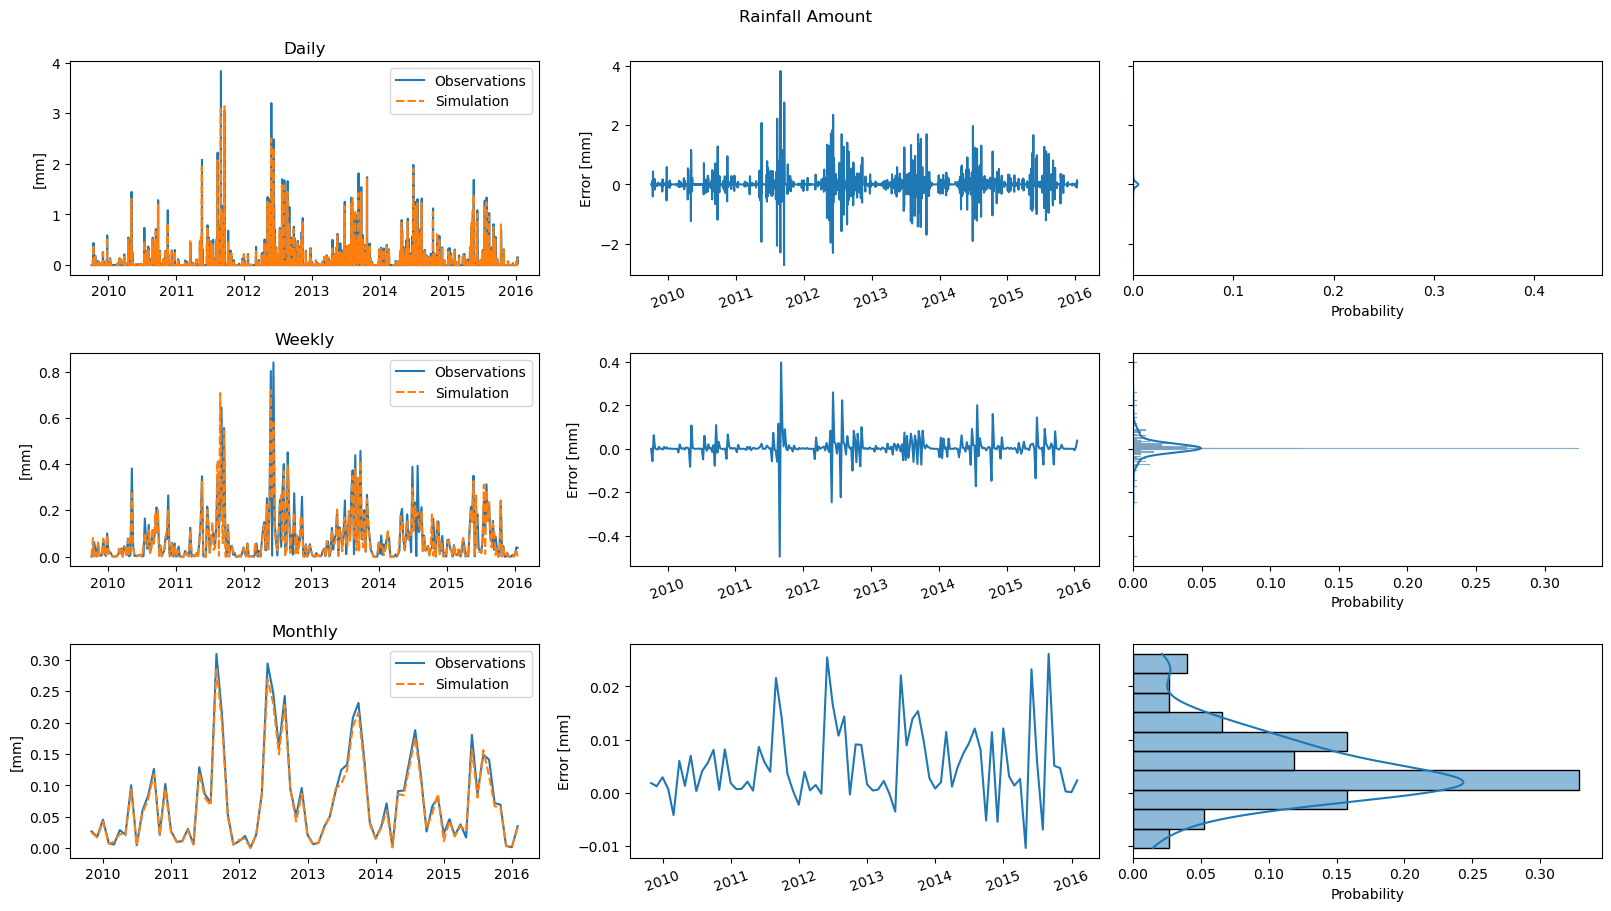 Rainfall Amount
Daily
[mm]
4
3
2
1
0
Observations
Simulation
2010 2011 2012 2013 2014 2015 2016
Error [mm]
4
2
0
−2
2010 2011 2012 2013 2014 2015 2016
0.0 0.1 0.2 0.3 0.4
Probability
Weekly
[mm]
0.8
0.6
0.4
0.2
0.0
Observations
Simulation
2010 2011 2012 2013 2014 2015 2016
Error [mm]
0.4
0.2
0.0
−0.2
−0.4
2010 2011 2012 2013 2014 2015 2016
0.00 0.05 0.10 0.15 0.20 0.25 0.30
Probability
Monthly
[mm]
0.30
0.25
0.20
0.15
0.10
0.05
0.00
Observations
Simulation
2010 2011 2012 2013 2014 2015 2016
Error [mm]
0.02
0.01
0.00
−0.01
2010 2011 2012 2013 2014 2015 2016
0.00 0.05 0.10 0.15 0.20 0.25 0.30
Probability